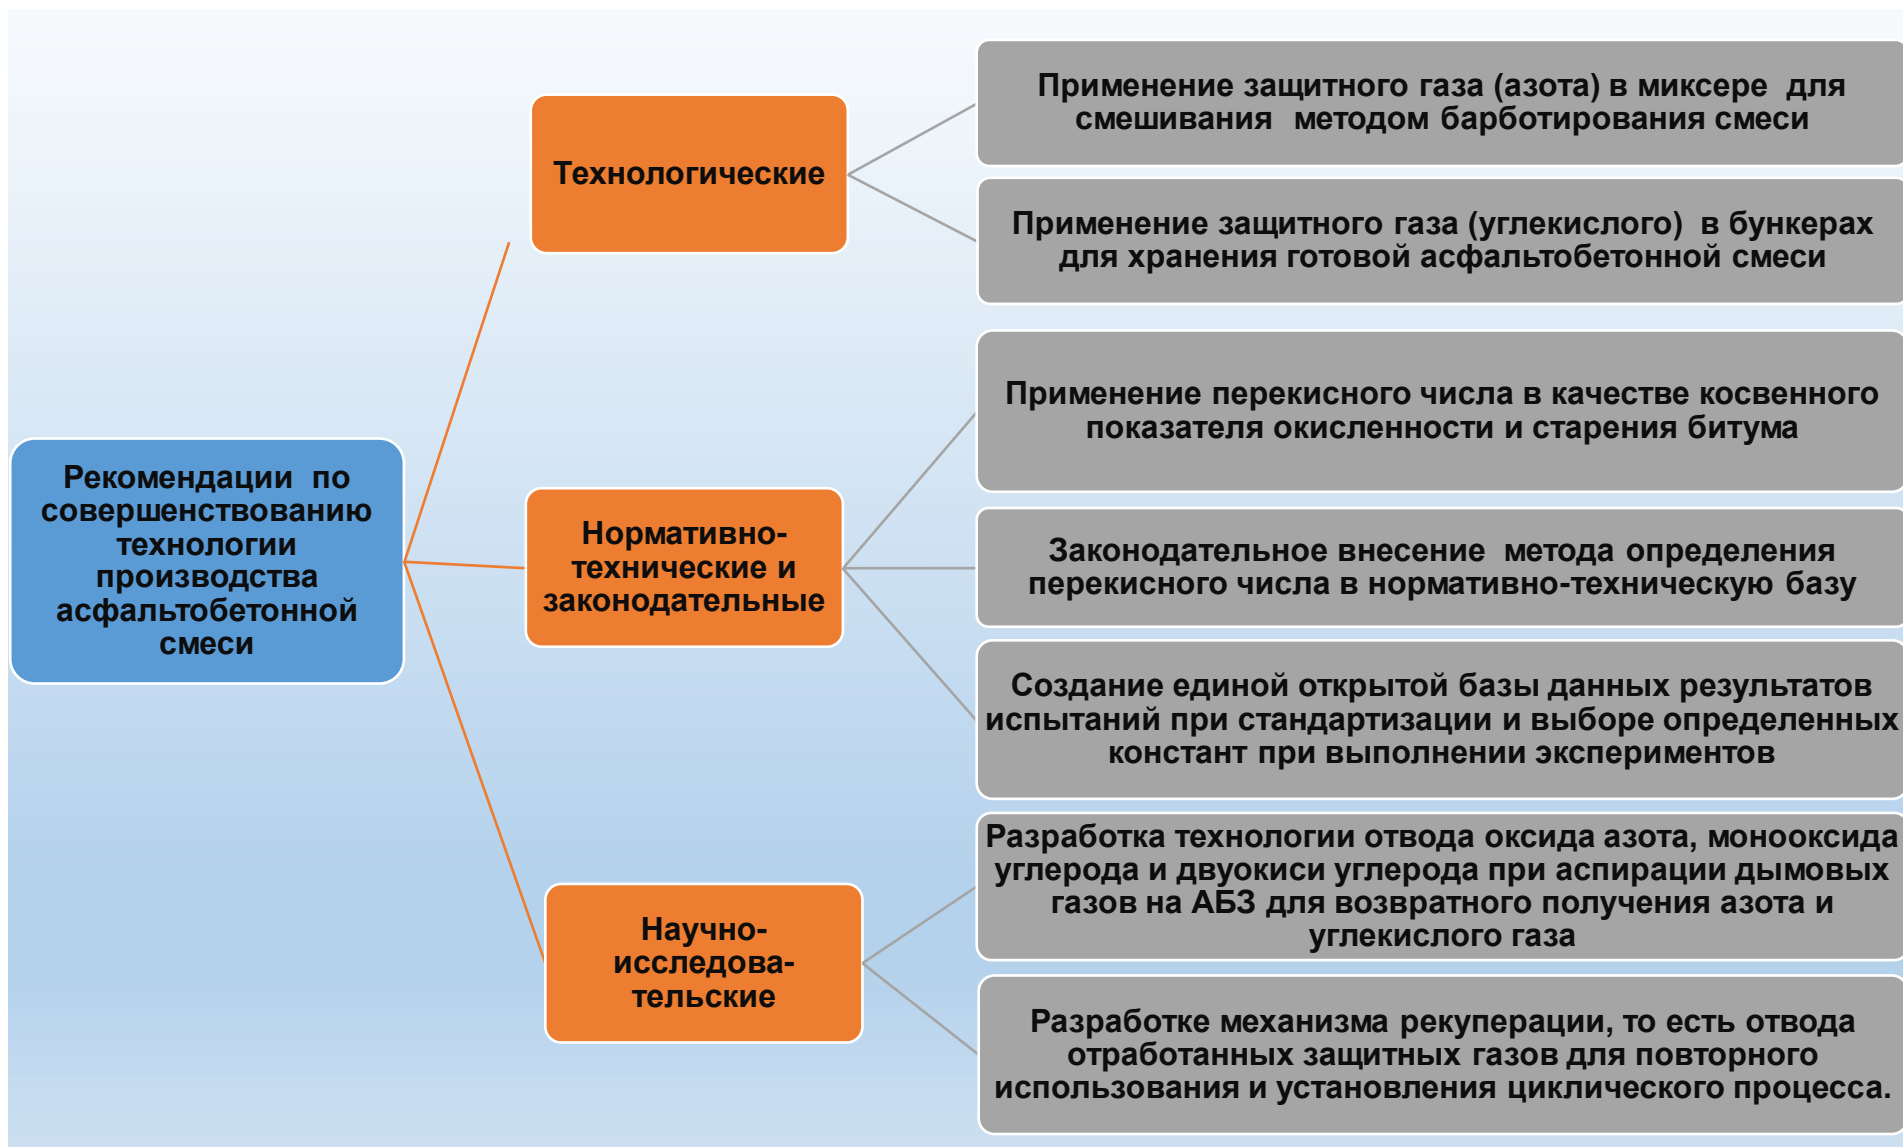 Рекомендации по
совершенствованию
технологии
производства
асфальтобетонной
смеси
Технологические
Применение защитного газа (азота) в миксере для
смешивания методом барботирования смеси
Применение защитного газа (углекислого) в бункерах
для хранения готовой асфальтобетонной смеси
Нормативно-
технические и
законодательные
Применение перекисного числа в качестве косвенного
показателя окисленности и старения битума
Законодательное внесение метода определения
перекисного числа в нормативно-техническую базу
Создание единой открытой базы данных результатов
испытаний при стандартизации и выборе определенных
констант при выполнении экспериментов
Научно-
исследова-
тельские
Разработка технологии отвода оксида азота, монооксида
углерода и двуокиси углерода при аспирации дымовых
газов на АБЗ для возвратного получения азота и
углекислого газа
Разработке механизма рекуперации, то есть отвода
отработанных защитных газов для повторного
использования и установления циклического процесса.